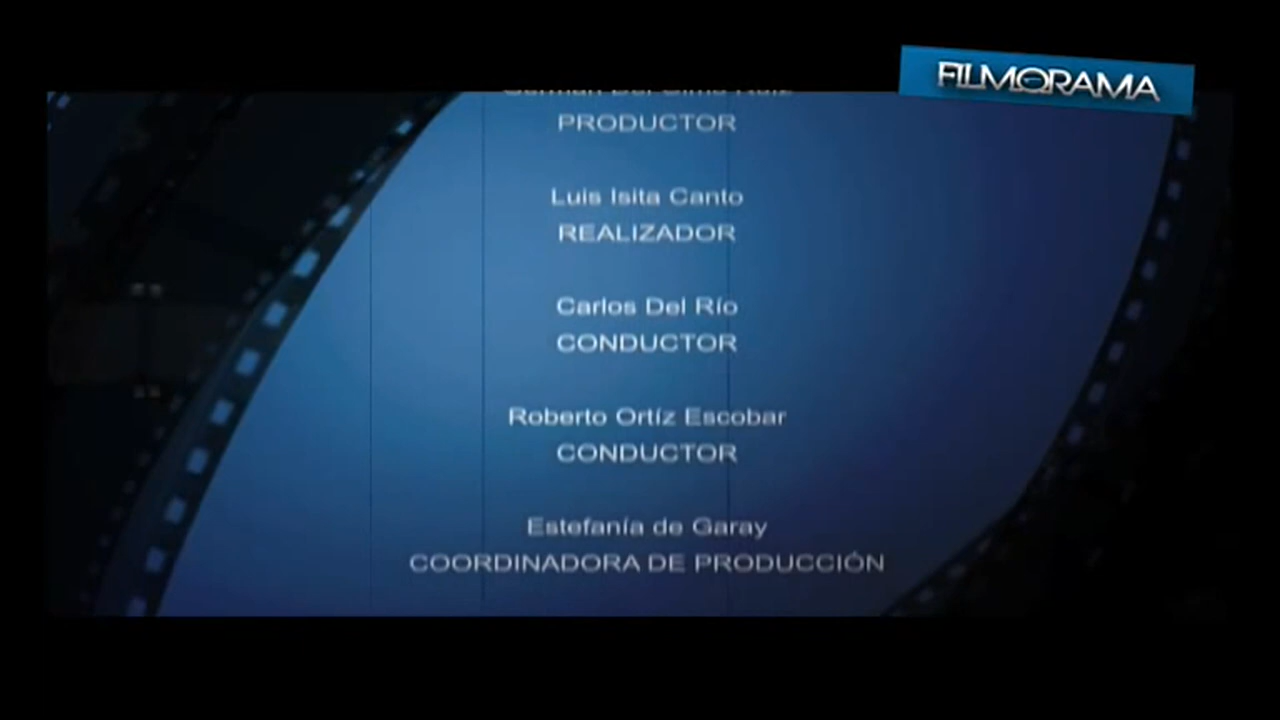 FILMORAMA
PRODUCTOR
Luis Isita Canto
REALIZADOR
Carlos Del Río
CONDUCTOR
Roberto Ortíz Escobar
CONDUCTOR
Estefanía de Garay
COORDINADORA DE PRODUCCIÓN